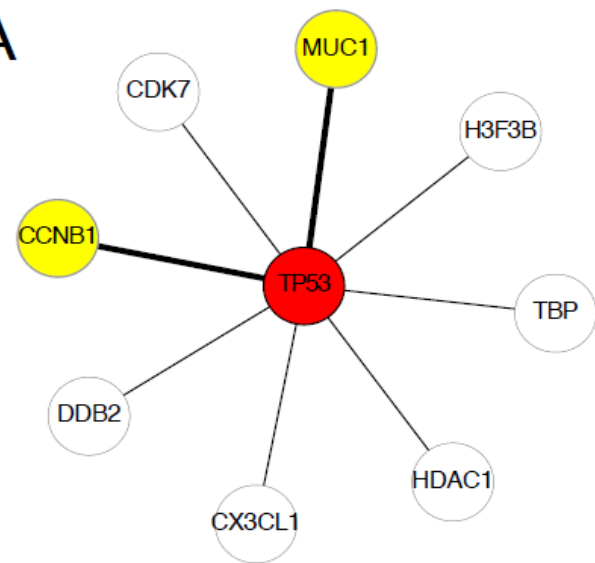 A
MUC1
CDK7
H3F3B
CCNB1
TP53
TBP
DDB2
HDAC1
CX3CL1